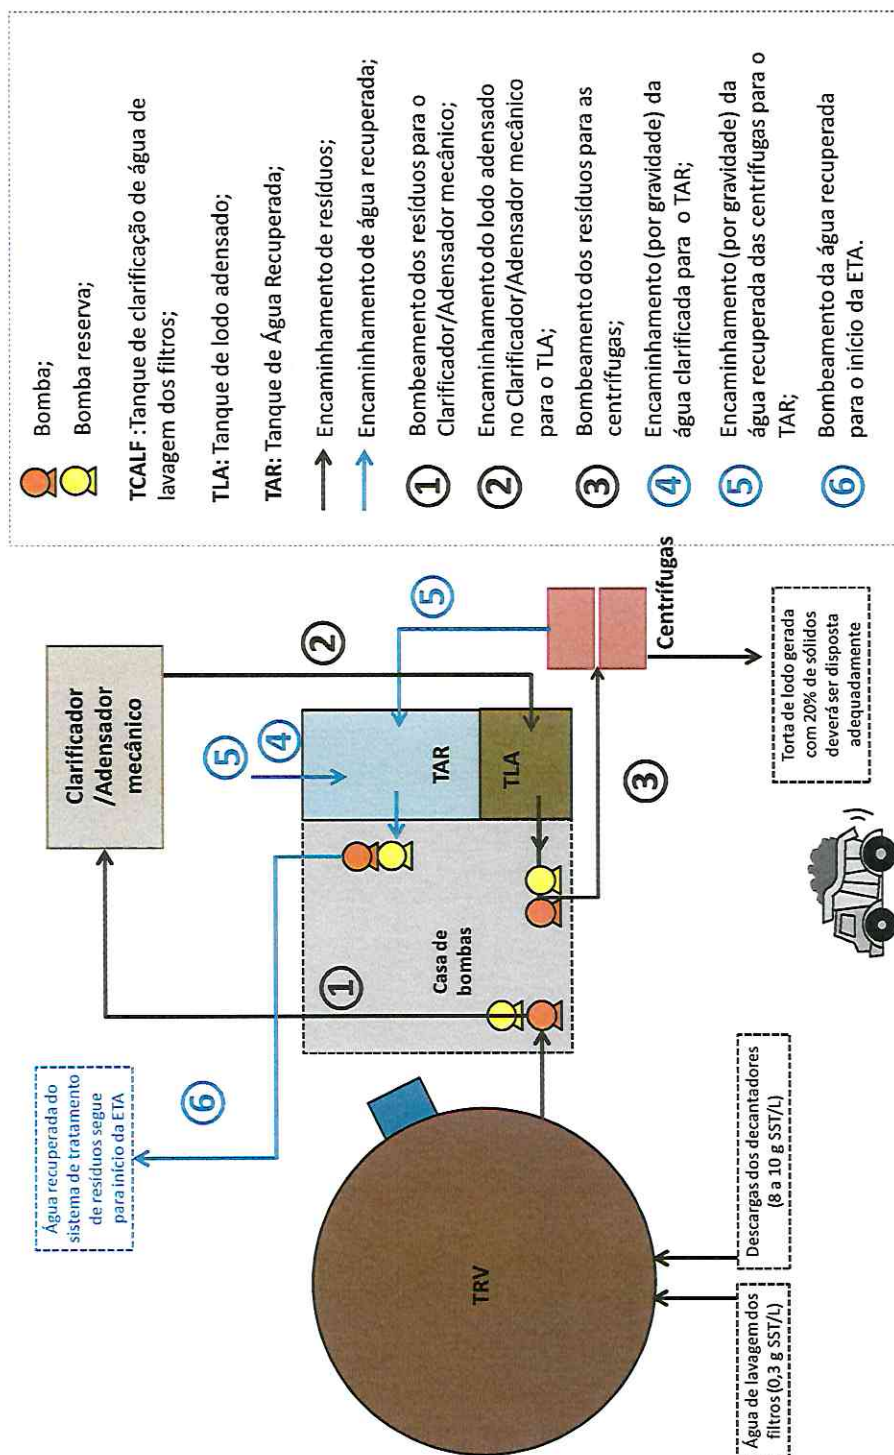 Água recuperada do
sistema de tratamento
de resíduos segue
para início da ETA
6
1
Clarificador
/Adensador
mecânico
2
5
4
5
TAR
TLA
Casa de
bombas
3
Centrífugas
TRV
Água de lavagem dos
filtros (0,3 g SST/L)
Descargas dos decantadores
(8 a 10 g SST/L)
Torta de lodo gerada
com 20% de sólidos
deverá ser disposta
adequadamente
Bomba;
Bomba reserva;
TCALF :Tanque de clarificação de água de
lavagem dos filtros;
TLA: Tanque de lodo adensado;
TAR: Tanque de Água Recuperada;
Encaminhamento de resíduos;
Encaminhamento de água recuperada;
1 Bombeamento dos resíduos para o
Clarificador/Adensador mecânico;
2 Encaminhamento do lodo adensado
no Clarificador/Adensador mecânico
para o TLA;
3 Bombeamento dos resíduos para as
centrífugas;
4 Encaminhamento (por gravidade) da
água clarificada para o TAR;
5 Encaminhamento (por gravidade) da
água recuperada das centrífugas para o
TAR;
6 Bombeamento da água recuperada
para o início da ETA.